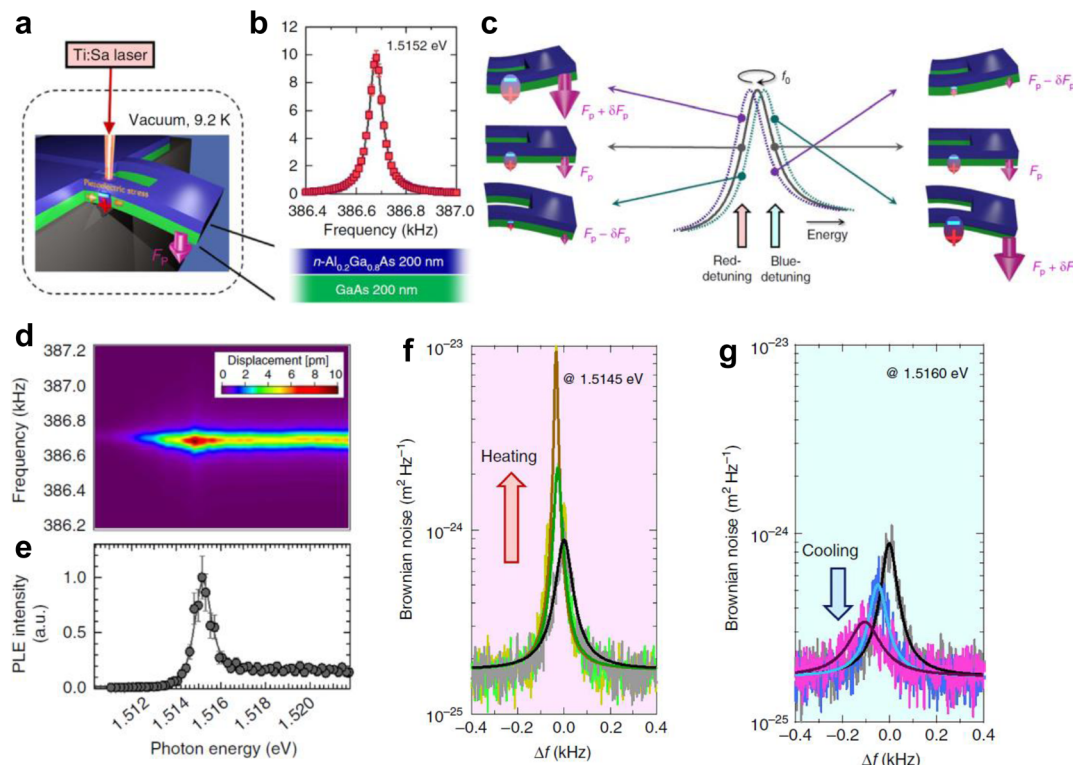 a
Ti:Sa laser
Vacuum, 9.2 K
Piezoelectric stress
Fp
b
1.5152 eV
12
10
8
6
4
2
0
386.4 386.6 386.8 387.0
Frequency (kHz)
n-Al0.2Ga0.8As 200 nm
GaAs 200 nm
c
f0
Fp + δFp
Fp
Fp − δFp
Red-
detuning
Blue-
detuning
Energy
Fp − δFp
Fp
Fp + δF
d
Frequency (kHz)
387.2
387.0
386.8
386.6
386.4
386.2
Displacement [pm]
0 2 4 6 8 10
e
PLE intensity
(a.u.)
1.0
0.5
0.0
1.512 1.514 1.516 1.518 1.520
Photon energy (eV)
f
Brownian noise (m² Hz⁻¹)
10⁻²³
10⁻²⁴
10⁻²⁵
@ 1.5145 eV
Heating
−0.4 −0.2 0.0 0.2 0.4
Δf (kHz)
g
Brownian noise (m² Hz⁻¹)
10⁻²³
10⁻²⁴
10⁻²⁵
@ 1.5160 eV
Cooling
−0.4 −0.2 0.0 0.2 0.4
Δf (kHz)